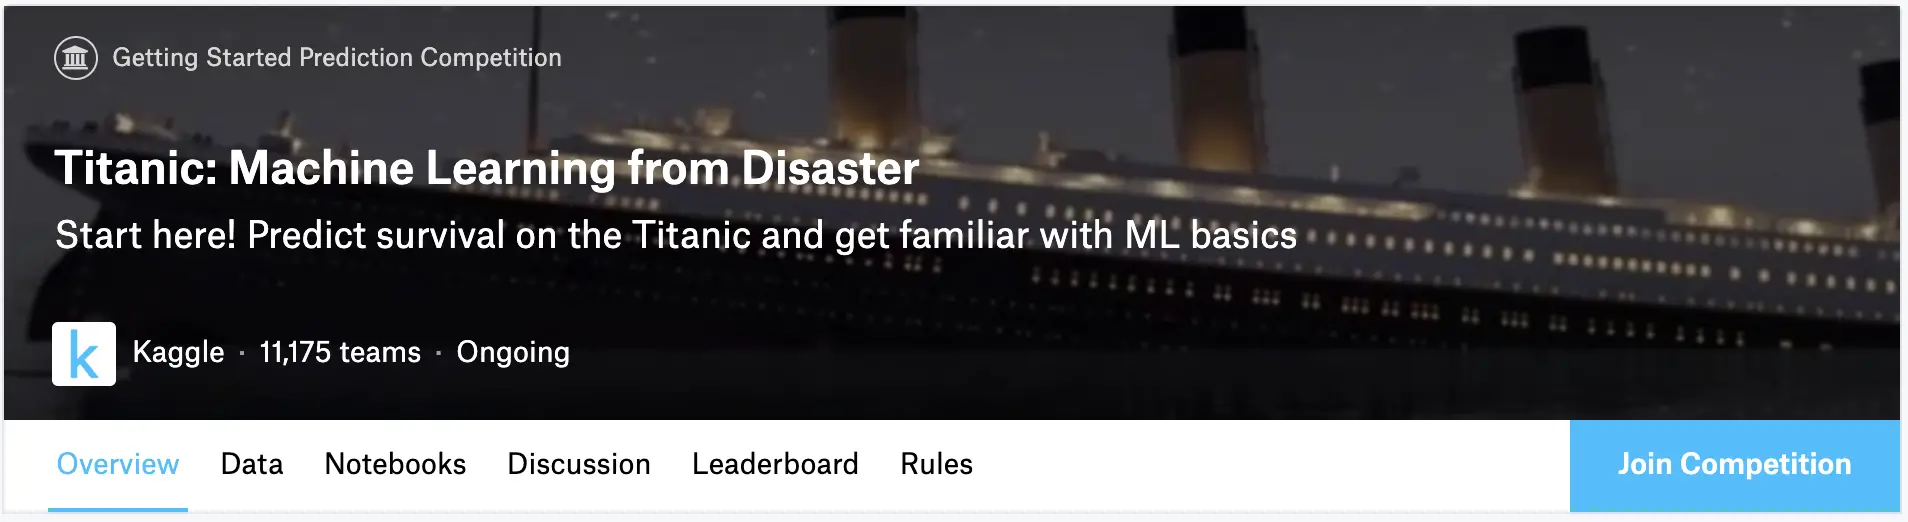 Getting Started Prediction Competition
Titanic: Machine Learning from Disaster
Start here! Predict survival on the Titanic and get familiar with ML basics
k Kaggle · 11,175 teams · Ongoing
Overview Data Notebooks Discussion Leaderboard Rules Join Competition